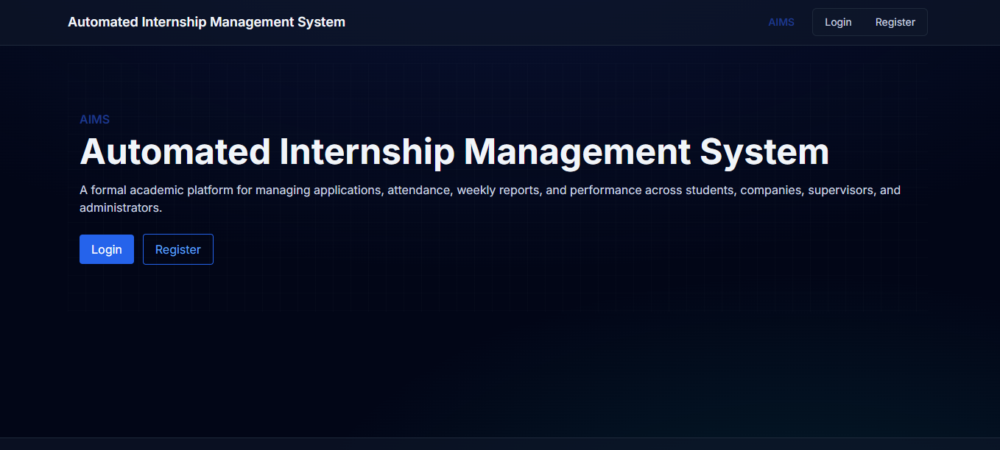 Automated Internship Management System
AIMS
Login
Register
AIMS
Automated Internship Management System
A formal academic platform for managing applications, attendance, weekly reports, and performance across students, companies, supervisors, and
administrators.
Login
Register